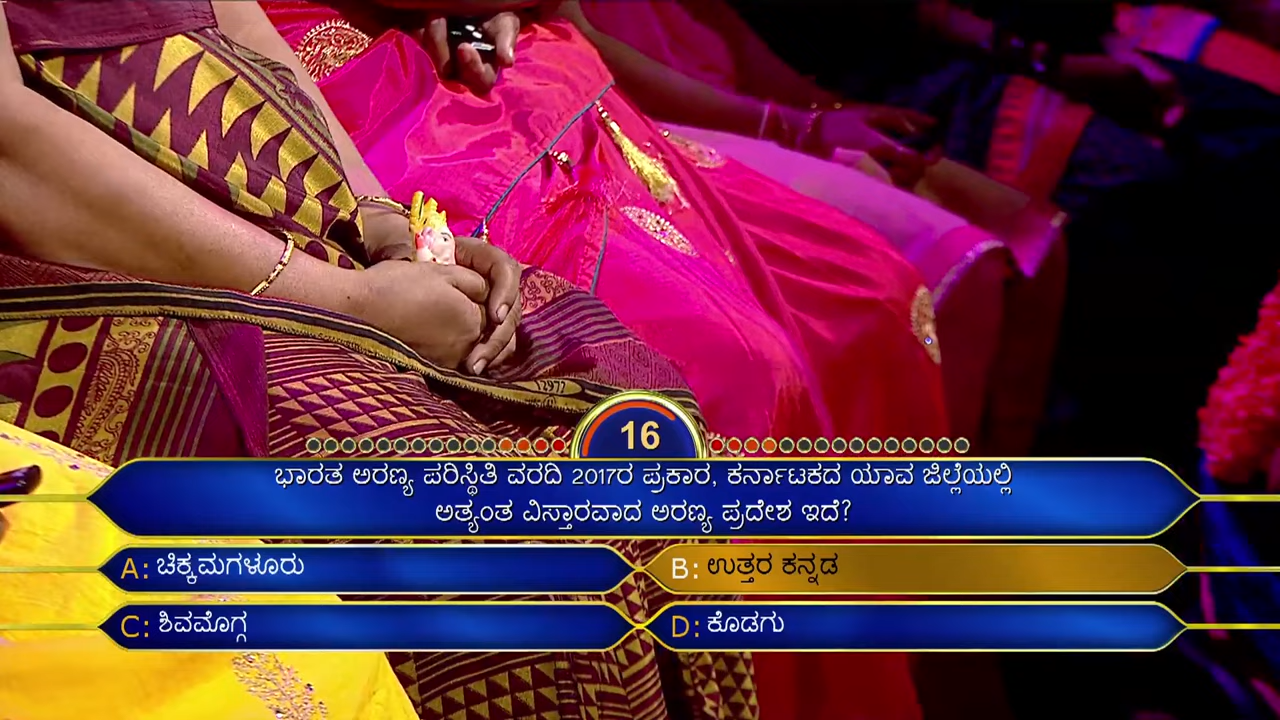 12977
16
ಭಾರತ ಅರಣ್ಯ ಪರಿಸ್ಥಿತಿ ವರದಿ 2017ರ ಪ್ರಕಾರ, ಕರ್ನಾಟಕದ ಯಾವ ಜಿಲ್ಲೆಯಲ್ಲಿ
ಅತ್ಯಂತ ವಿಸ್ತಾರವಾದ ಅರಣ್ಯ ಪ್ರದೇಶ ಇದೆ?
A: ಚಿಕ್ಕಮಗಳೂರು
B: ಉತ್ತರ ಕನ್ನಡ
C: ಶಿವಮೊಗ್ಗ
D: ಕೊಡಗು